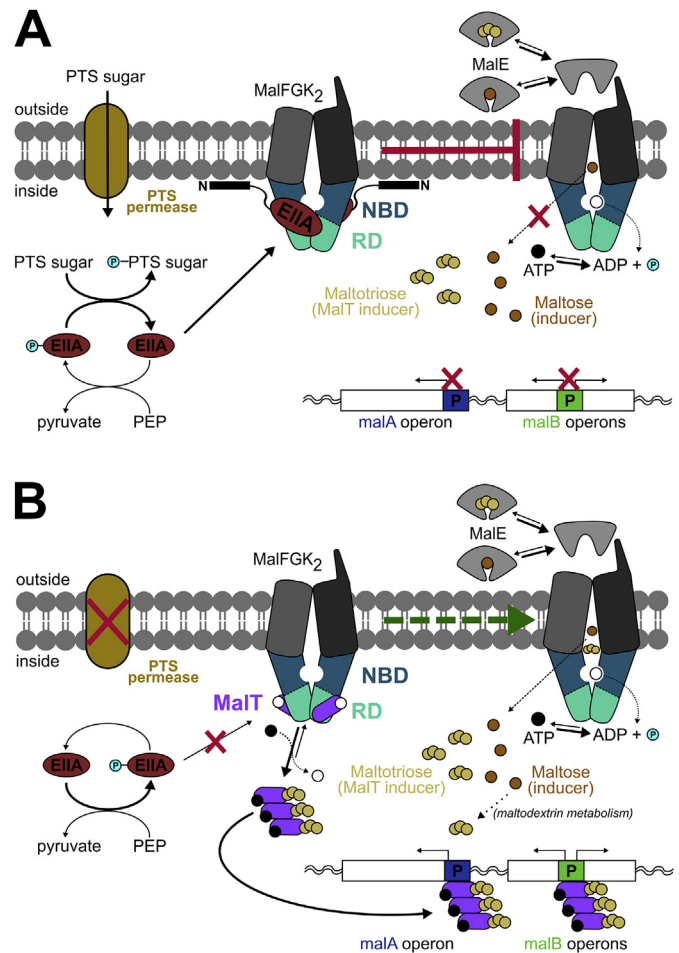 A
PTS sugar
MalFGK2
MalE
outside
inside
PTS
permease
N
N
EIIA
NBD
RD
PTS sugar
P
PTS sugar
P
EIIA
EIIA
pyruvate
PEP
Maltotriose
(MalT inducer)
Maltose
(inducer)
ATP
ADP +
P
P
P
malA operon
malB operons
B
MalFGK2
MalE
outside
inside
PTS
permease
MalT
NBD
RD
EIIA
P
EIIA
pyruvate
PEP
Maltotriose
(MalT inducer)
Maltose
(inducer)
ATP
ADP +
P
(maltodextrin metabolism)
P
P
malA operon
malB operons